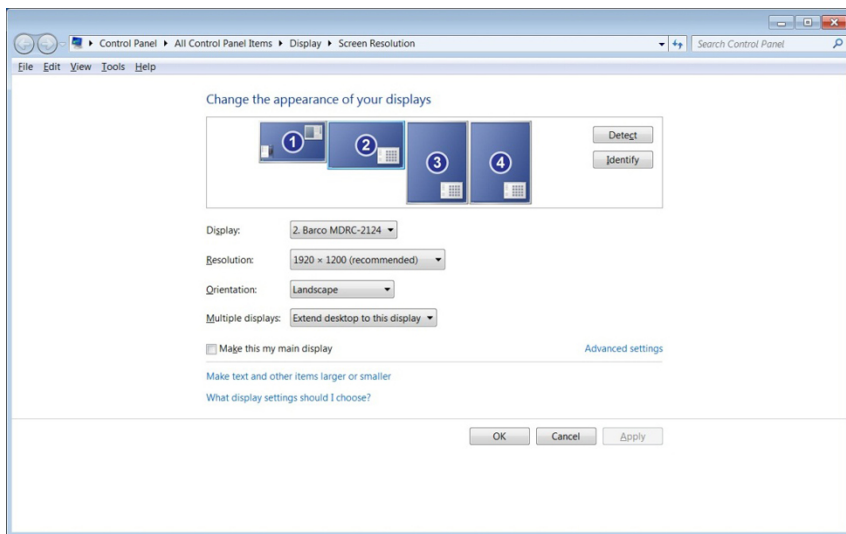 Control Panel ▸ All Control Panel Items ▸ Display ▸ Screen Resolution
Search Control Panel
File Edit View Tools Help
Change the appearance of your displays
1 2 3 4
Detect
Identify
Display: 2. Barco MDRC-2124
Resolution: 1920 × 1200 (recommended)
Orientation: Landscape
Multiple displays: Extend desktop to this display
Make this my main display
Advanced settings
Make text and other items larger or smaller
What display settings should I choose?
OK Cancel Apply